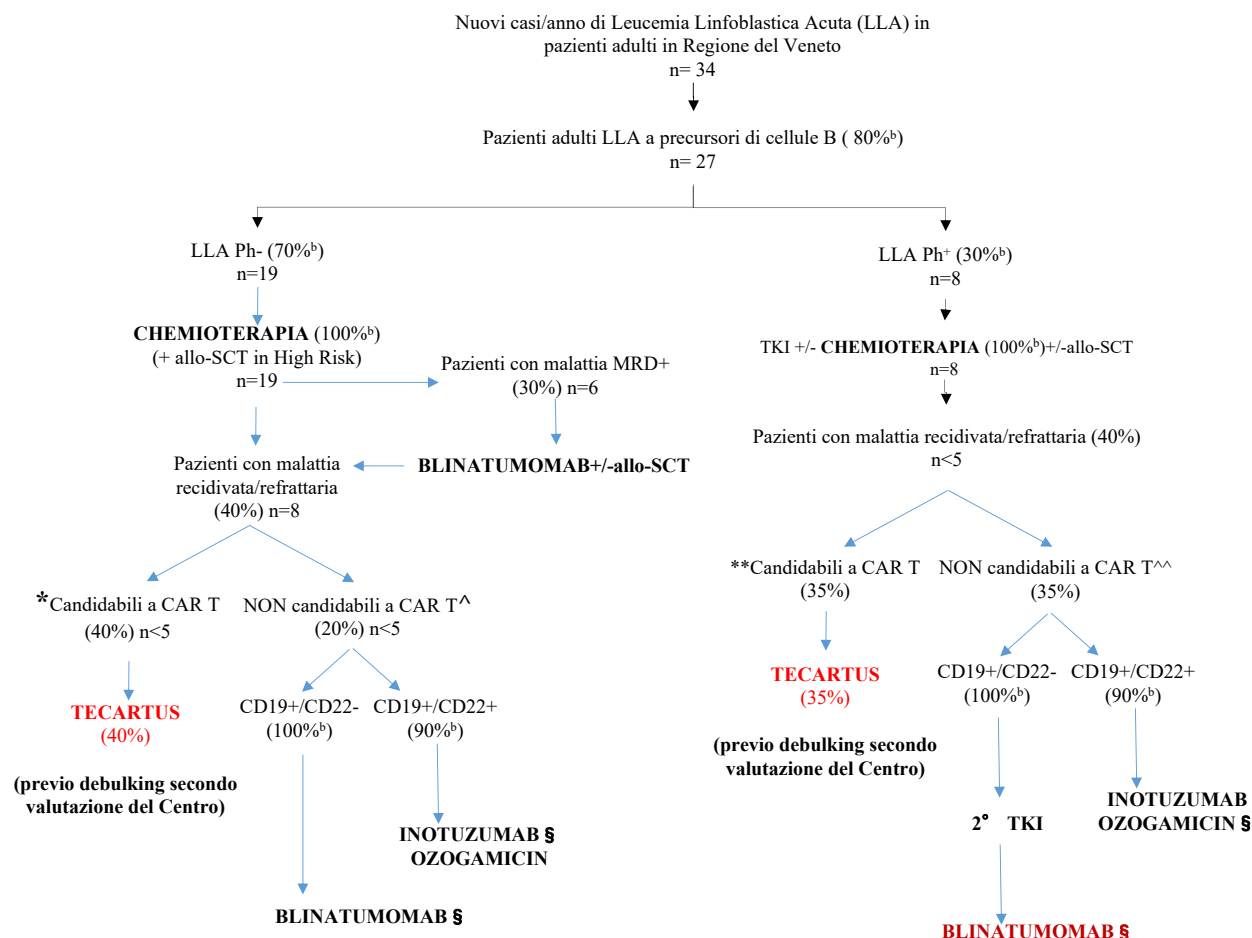 Nuovi casi/anno di Leucemia Linfoblastica Acuta (LLA) in
pazienti adulti in Regione del Veneto
n= 34
Pazienti adulti LLA a precursori di cellule B ( 80%ᵇ)
n= 27
LLA Ph- (70%ᵇ)
n=19
CHEMIOTERAPIA (100%ᵇ)
(+ allo-SCT in High Risk)
n=19
Pazienti con malattia MRD+
(30%) n=6
BLINATUMOMAB+/-allo-SCT
Pazienti con malattia
recidivata/refrattaria
(40%) n=8
*Candidabili a CAR T
(40%) n<5
TECARTUS
(40%)
(previo debulking secondo
valutazione del Centro)
NON candidabili a CAR T^
(20%) n<5
CD19+/CD22-
(100%ᵇ)
CD19+/CD22+
(90%ᵇ)
INOTUZUMAB §
OZOGAMICIN
BLINATUMOMAB §
LLA Ph⁺ (30%ᵇ)
n=8
TKI +/- CHEMIOTERAPIA (100%ᵇ)+/-allo-SCT
n=8
Pazienti con malattia recidivata/refrattaria (40%)
n<5
**Candidabili a CAR T
(35%)
TECARTUS
(35%)
(previo debulking secondo
valutazione del Centro)
NON candidabili a CAR T^^
(35%)
CD19+/CD22-
(100%ᵇ)
CD19+/CD22+
(90%ᵇ)
INOTUZUMAB
OZOGAMICIN §
2° TKI
BLINATUMOMAB §